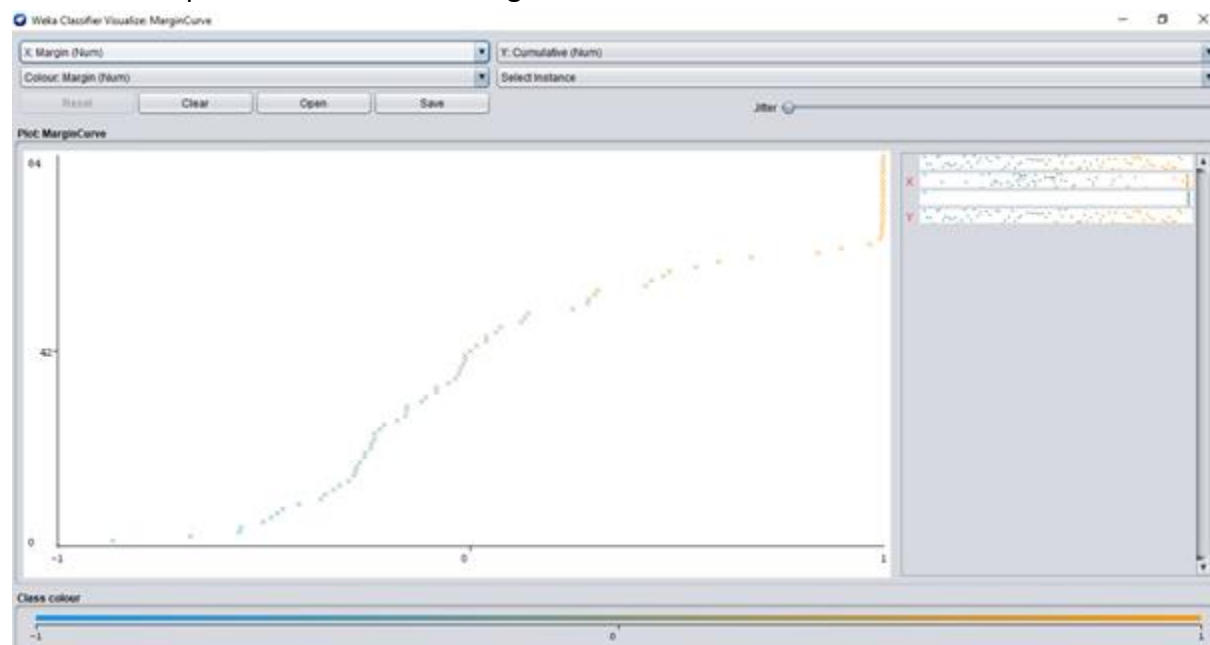 Weka Classifier Visualize: MarginCurve
X: Margin (Num)
Y: Cumulative (Num)
Colour: Margin (Num)
Select Instance
Reset
Clear
Open
Save
Jitter
Plot: MarginCurve
84
42
0
-1
0
1
X
Y
Class colour
-1
0
1